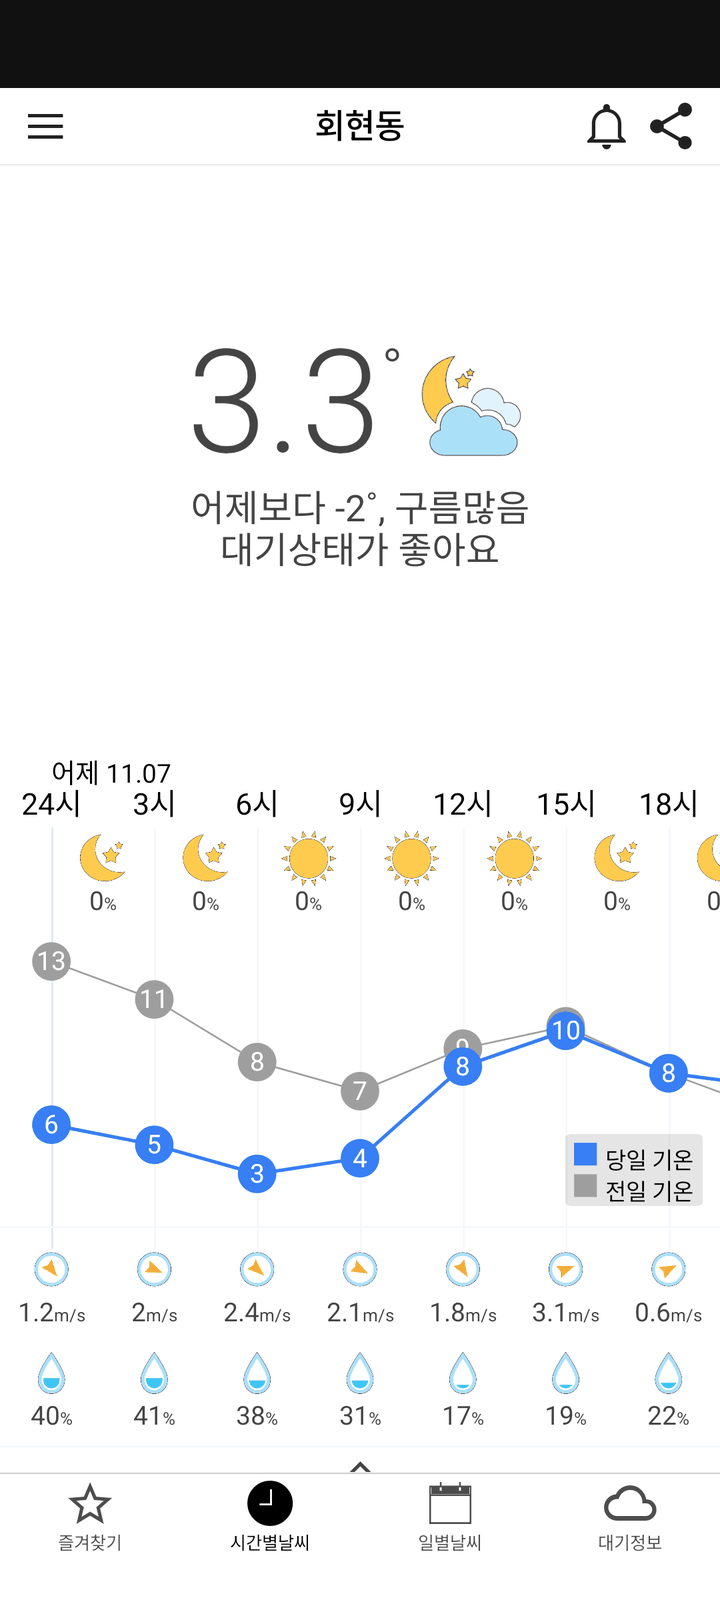 회현동
3.3°
어제보다 -2°, 구름많음
대기상태가 좋아요
어제 11.07
24시 3시 6시 9시 12시 15시 18시
0% 0% 0% 0% 0% 0% 0
13 11 8 7 9
6 5 3 4 8 10 8
당일 기온
전일 기온
1.2m/s 2m/s 2.4m/s 2.1m/s 1.8m/s 3.1m/s 0.6m/s
40% 41% 38% 31% 17% 19% 22%
즐겨찾기 시간별날씨 일별날씨 대기정보